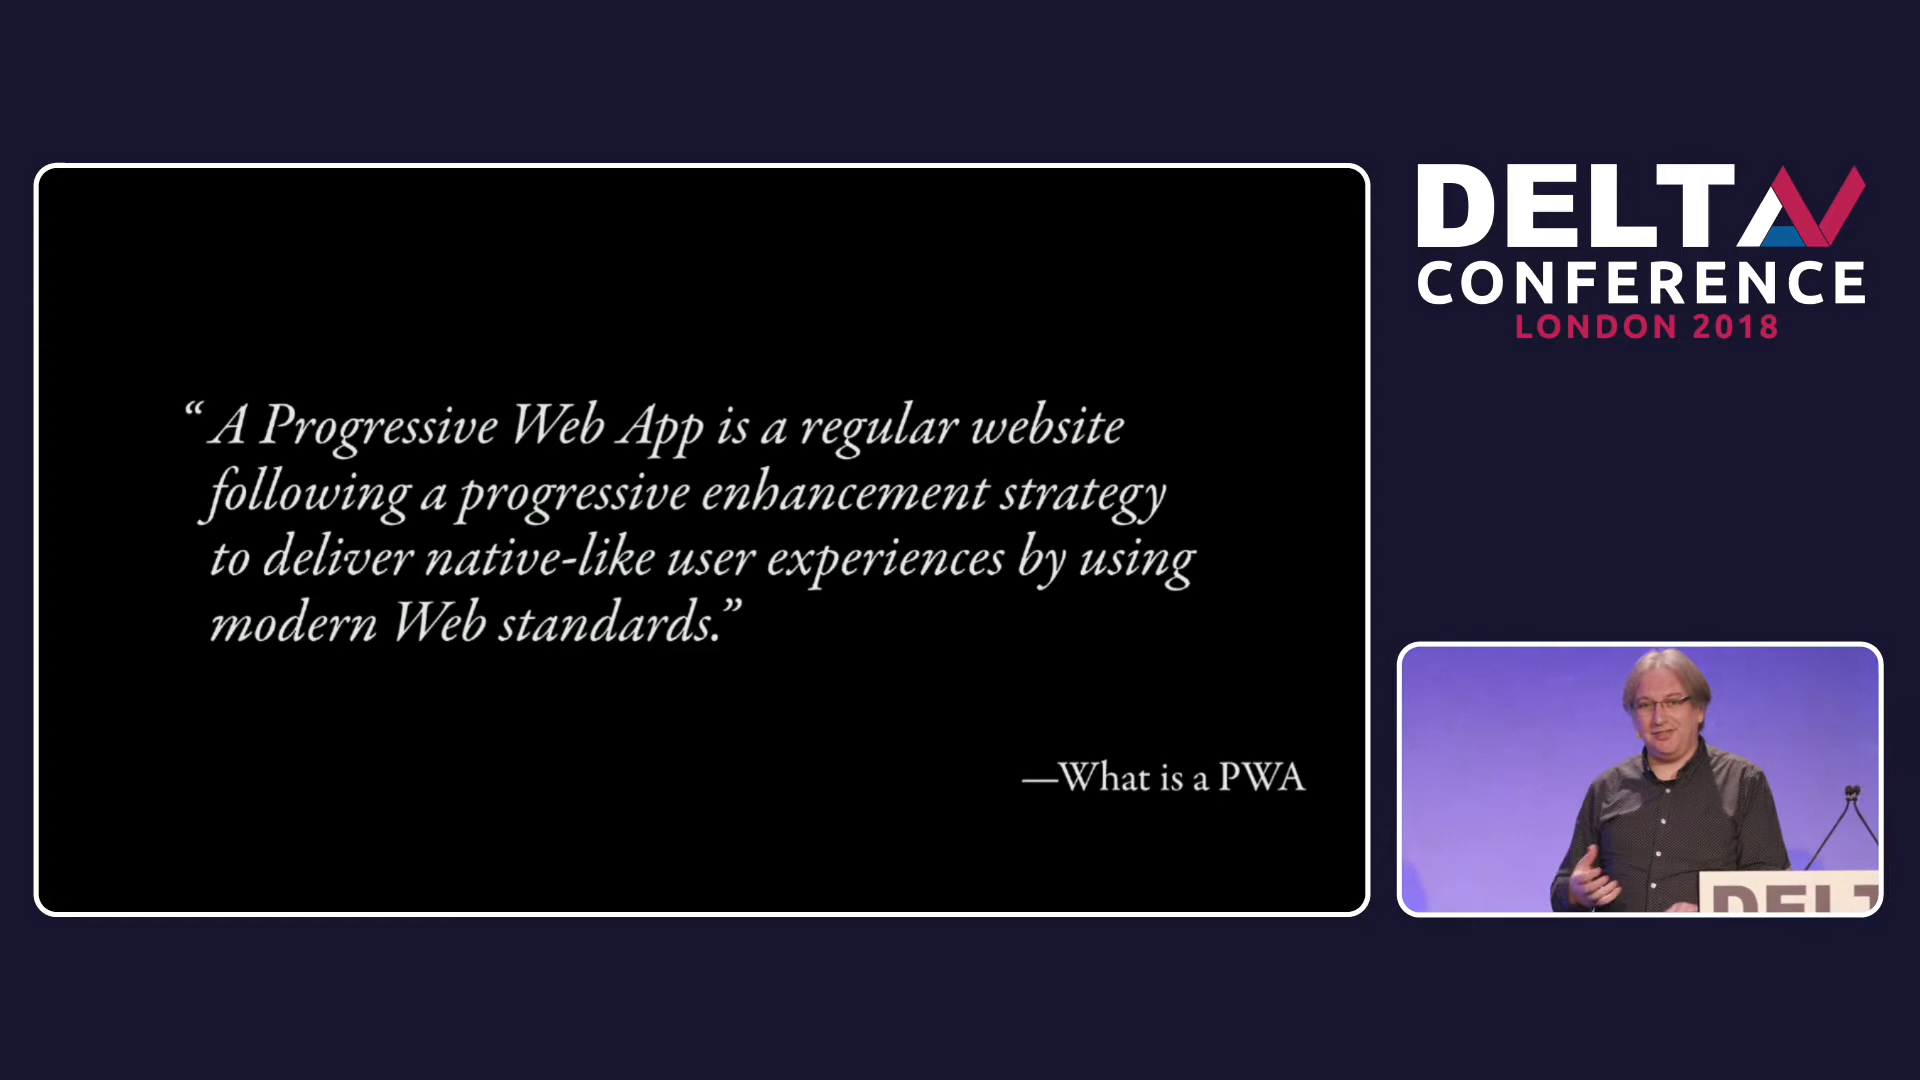 “ A Progressive Web App is a regular website
following a progressive enhancement strategy
to deliver native-like user experiences by using
modern Web standards.”
—What is a PWA
DELTA V
CONFERENCE
LONDON 2018
DELT